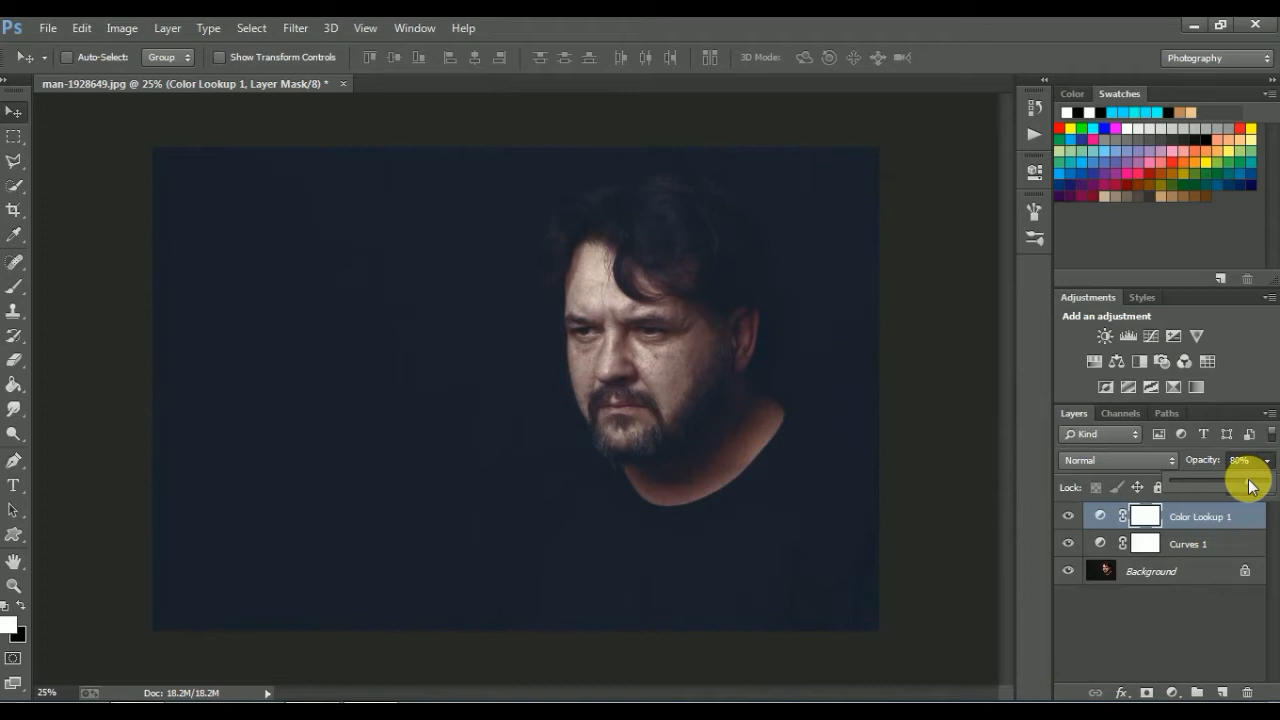 Ps File Edit Image Layer Type Select Filter 3D View Window Help
Auto-Select: Group Show Transform Controls 3D Mode: Photography
man-1928649.jpg @ 25% (Color Lookup 1, Layer Mask/8) * ×
Color Swatches
Adjustments Styles
Add an adjustment
Layers Channels Paths
Kind
Normal Opacity: 80%
Lock:
Color Lookup 1
Curves 1
Background
25% Doc: 18.2M/18.2M